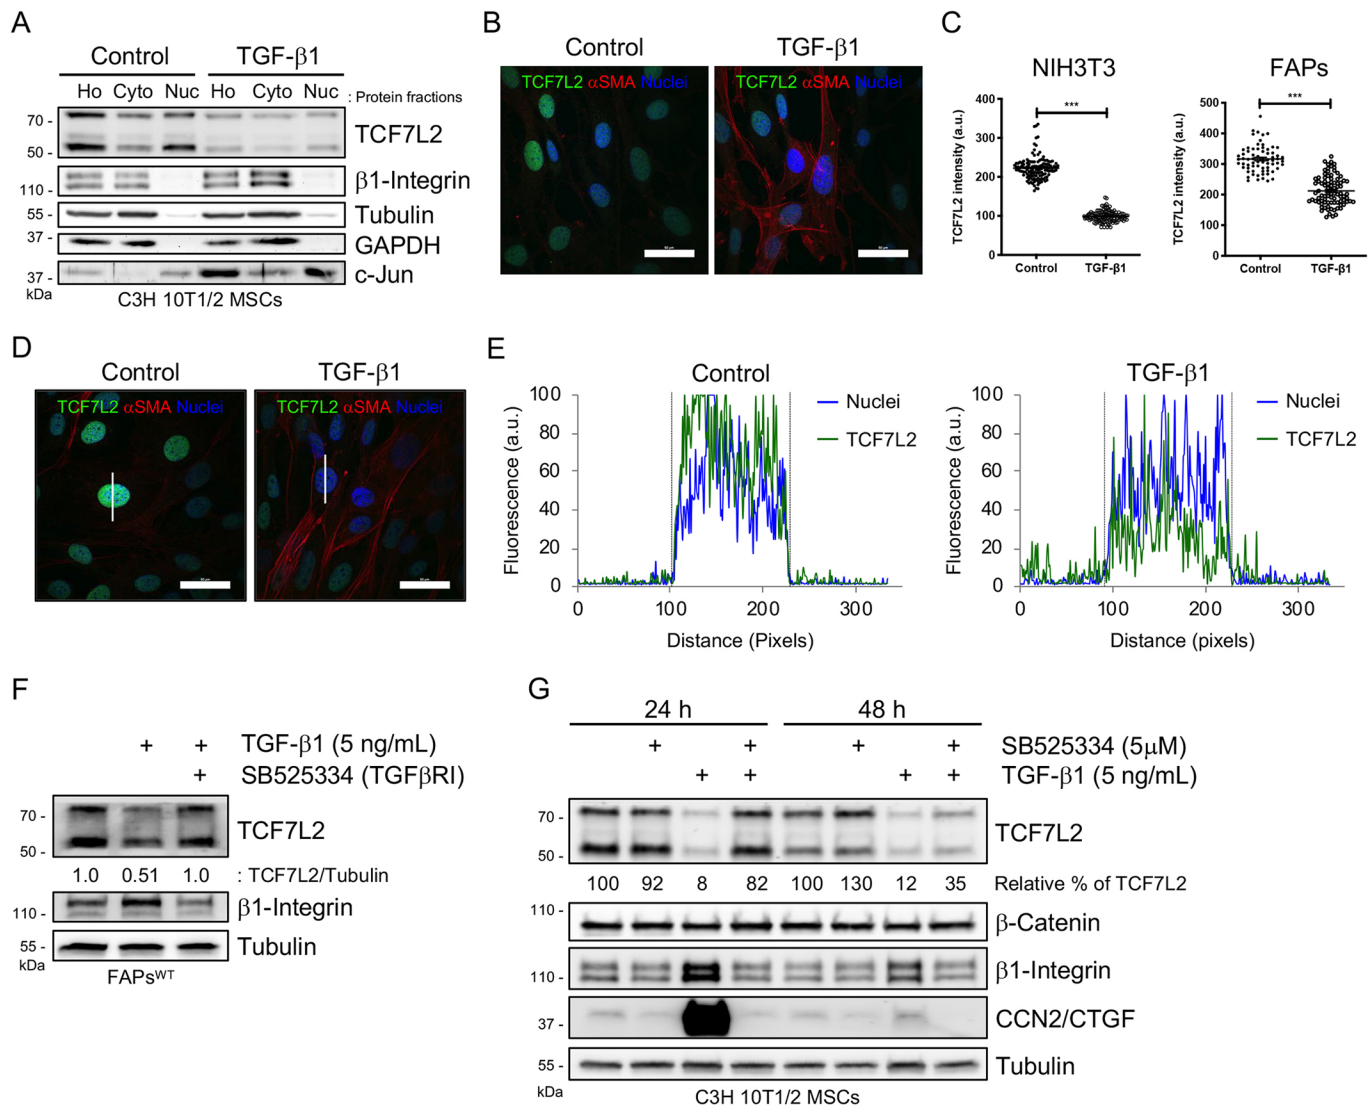 A
Control TGF-β1
Ho Cyto Nuc Ho Cyto Nuc : Protein fractions
70 -
50 -
TCF7L2
110 -
β1-Integrin
55 -
Tubulin
37 -
GAPDH
37 -
c-Jun
kDa
C3H 10T1/2 MSCs
B
Control TGF-β1
TCF7L2 αSMA Nuclei
TCF7L2 αSMA Nuclei
C
NIH3T3
***
400
300
200
100
0
TCF7L2 intensity (a.u.)
Control TGF-β1
FAPs
***
500
400
300
200
100
0
TCF7L2 intensity (a.u.)
Control TGF-β1
D
Control TGF-β1
TCF7L2 αSMA Nuclei
TCF7L2 αSMA Nuclei
E
Control
Nuclei
TCF7L2
100
80
60
40
20
0
Fluorescence (a.u.)
0 100 200 300
Distance (Pixels)
TGF-β1
Nuclei
TCF7L2
100
80
60
40
20
0
Fluorescence (a.u.)
0 100 200 300
Distance (pixels)
F
+ + TGF-β1 (5 ng/mL)
+ SB525334 (TGFβRI)
70 -
50 -
TCF7L2
1.0 0.51 1.0 : TCF7L2/Tubulin
110 -
β1-Integrin
55 -
Tubulin
kDa
FAPsWT
G
24 h 48 h
+ + + + SB525334 (5μM)
+ + + + TGF-β1 (5 ng/mL)
70 -
50 -
TCF7L2
100 92 8 82 100 130 12 35 Relative % of TCF7L2
110 -
β-Catenin
110 -
β1-Integrin
37 -
CCN2/CTGF
55 -
Tubulin
kDa
C3H 10T1/2 MSCs